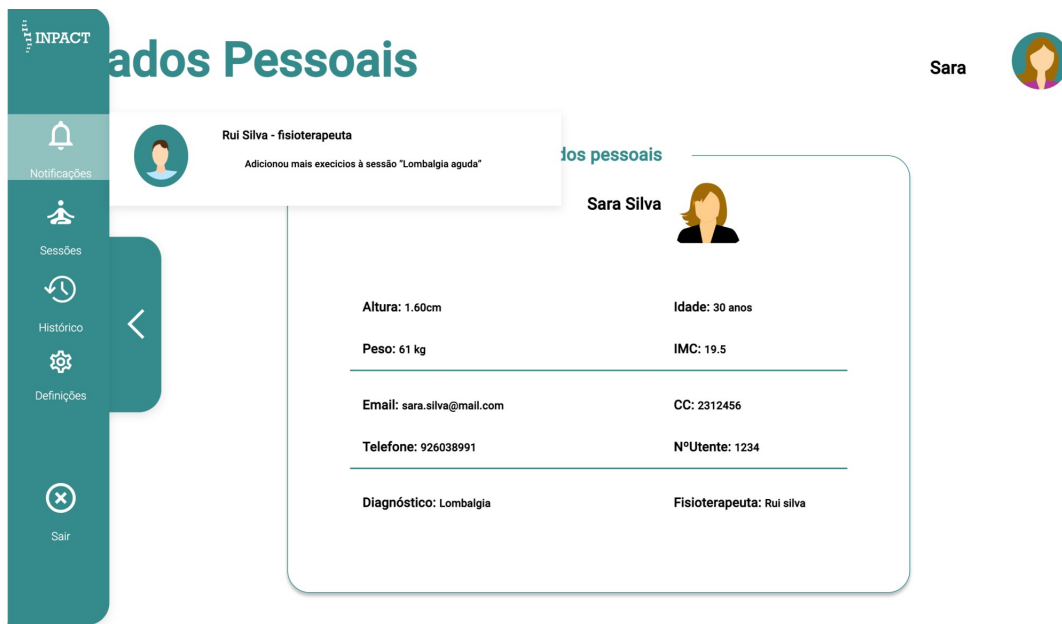 INPACT
ados Pessoais
Sara
Notificações
Rui Silva - fisioterapeuta
Adicionou mais execicios à sessão “Lombalgia aguda”
dos pessoais
Sara Silva
Sessões
Histórico
Definições
Sair
Altura: 1.60cm
Idade: 30 anos
Peso: 61 kg
IMC: 19.5
Email: sara.silva@mail.com
CC: 2312456
Telefone: 926038991
NºUtente: 1234
Diagnóstico: Lombalgia
Fisioterapeuta: Rui silva